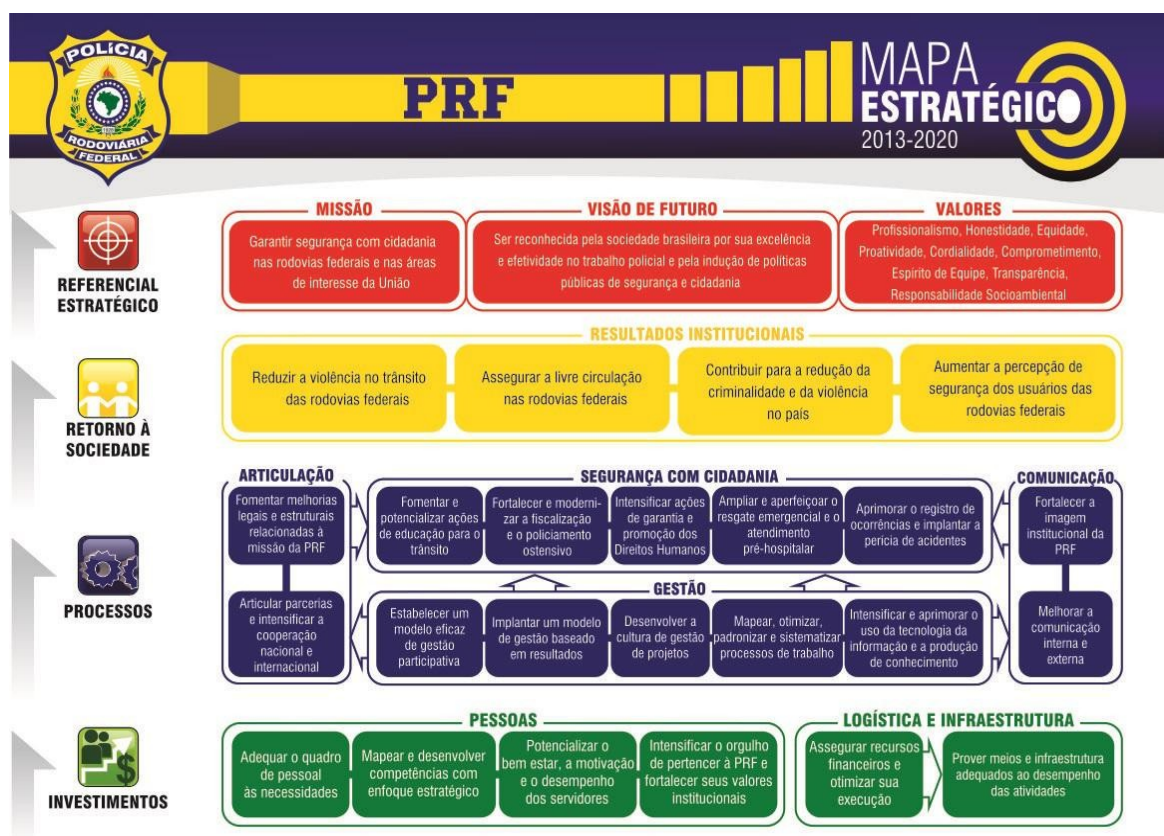 POLÍCIA
RODOVIÁRIA
FEDERAL
PRF
MAPA
ESTRATÉGICO
2013-2020
REFERENCIAL
ESTRATÉGICO
MISSÃO
Garantir segurança com cidadania
nas rodovias federais e nas áreas
de interesse da União
VISÃO DE FUTURO
Ser reconhecida pela sociedade brasileira por sua excelência
e efetividade no trabalho policial e pela indução de políticas
públicas de segurança e cidadania
VALORES
Profissionalismo, Honestidade, Equidade,
Proatividade, Cordialidade, Comprometimento,
Espírito de Equipe, Transparência,
Responsabilidade Socioambiental
RETORNO À
SOCIEDADE
RESULTADOS INSTITUCIONAIS
Reduzir a violência no trânsito
das rodovias federais
Assegurar a livre circulação
nas rodovias federais
Contribuir para a redução da
criminalidade e da violência
no país
Aumentar a percepção de
segurança dos usuários das
rodovias federais
PROCESSOS
ARTICULAÇÃO
Fomentar melhorias
legais e estruturais
relacionadas à
missão da PRF
Articular parcerias
e intensificar a
cooperação
nacional e
internacional
SEGURANÇA COM CIDADANIA
Fomentar e
potencializar ações
de educação para o
trânsito
Fortalecer e moderni-
zar a fiscalização
e o policiamento
ostensivo
Intensificar ações
de garantia e
promoção dos
Direitos Humanos
Ampliar e aperfeiçoar o
resgate emergencial e o
atendimento
pré-hospitalar
Aprimorar o registro de
ocorrências e implantar a
perícia de acidentes
GESTÃO
Estabelecer um
modelo eficaz
de gestão
participativa
Implantar um modelo
de gestão baseado
em resultados
Desenvolver a
cultura de gestão
de projetos
Mapear, otimizar,
padronizar e sistematizar
processos de trabalho
Intensificar e aprimorar o
uso da tecnologia da
informação e a produção
de conhecimento
COMUNICAÇÃO
Fortalecer a
imagem
institucional da
PRF
Melhorar a
comunicação
interna e
externa
INVESTIMENTOS
PESSOAS
Adequar o quadro
de pessoal
às necessidades
Mapear e desenvolver
competências com
enfoque estratégico
Potencializar o
bem estar, a motivação
e o desempenho
dos servidores
Intensificar o orgulho
de pertencer à PRF e
fortalecer seus valores
institucionais
LOGÍSTICA E INFRAESTRUTURA
Assegurar recursos
financeiros e
otimizar sua
execução
Prover meios e infraestrutura
adequados ao desempenho
das atividades